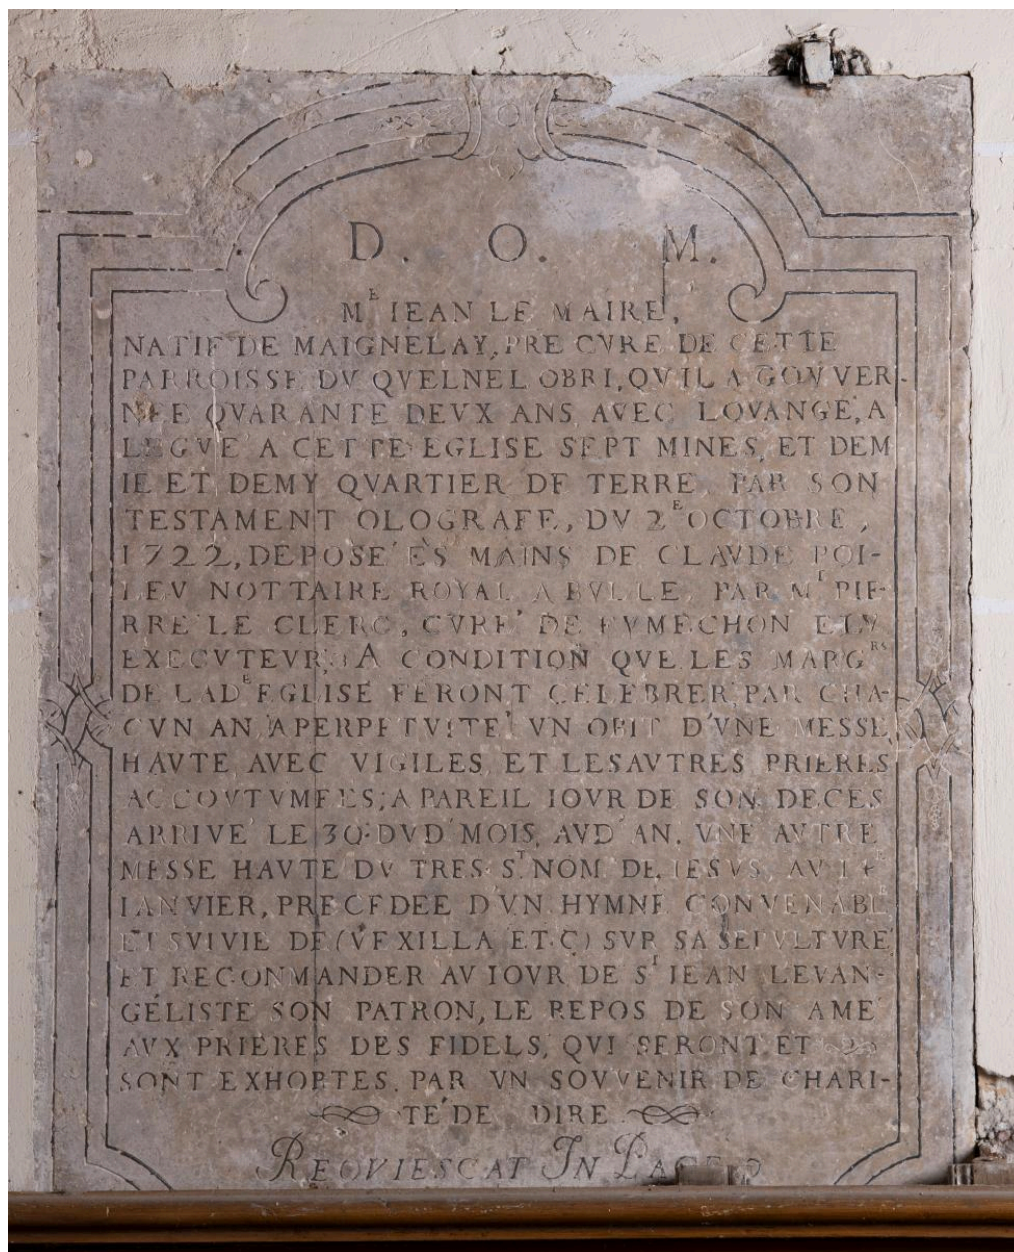 D. O. M.
Mᴱ IEAN LE MAIRE,
NATIF DE MAIGNELAY, PRE CVRE DE CETTE
PARROISSE DV QVELNEL OBRI, QV IL A GOUVER-
NEE QVARANTE DEVX ANS, AVEC LOVANGE, A
LEGVE A CETTE EGLISE SEPT MINES, ET DEM
IE ET DEMY QVARTIER DE TERRE, PAR SON
TESTAMENT OLOGRAFE, DV 2ᴱ OCTOBRE,
1722, DEPOSE ÉS MAINS DE CLAVDE POI-
LEV NOTTAIRE ROYAL A BVLLE, PAR Mʳ PIE-
RRE LE CLERC, CVRE' DE FVMECHON ET
EXECVTEVR, A CONDITION QVE LES MARGᴿˢ
DE LADᴱ EGLISE FERONT CELEBRER, PAR CHA-
CVN AN, A PERPETVITE' VN OBIT D'VNE MESSE
HAVTE, AVEC VIGILES, ET LES AVTRES PRIERES
ACCOVTVMEES; A PAREIL IOVR DE SON DECES
ARRIVE' LE 30. DVD' MOIS, AVD' AN. VNE AVTRE
MESSE HAVTE DV TRES Sᵀ NOM DE IESVS, AV
IANVIER, PRECEDEE D'VN HYMNE CONVENABLᴱ
ET SVIVIE DE (VEXILLA ET.C) SVR SA SEPVLTVRE
ET RECONMANDER AV IOVR DE Sᵀ IEAN LEVAN-
GÉLISTE SON PATRON, LE REPOS DE SON AME
AVX PRIERES DES FIDELS, QVI SERONT ET
SONT EXHORTES, PAR VN SOVVENIR DE CHARI-
TE' DE DIRE
REQVIESCAT IN PACE